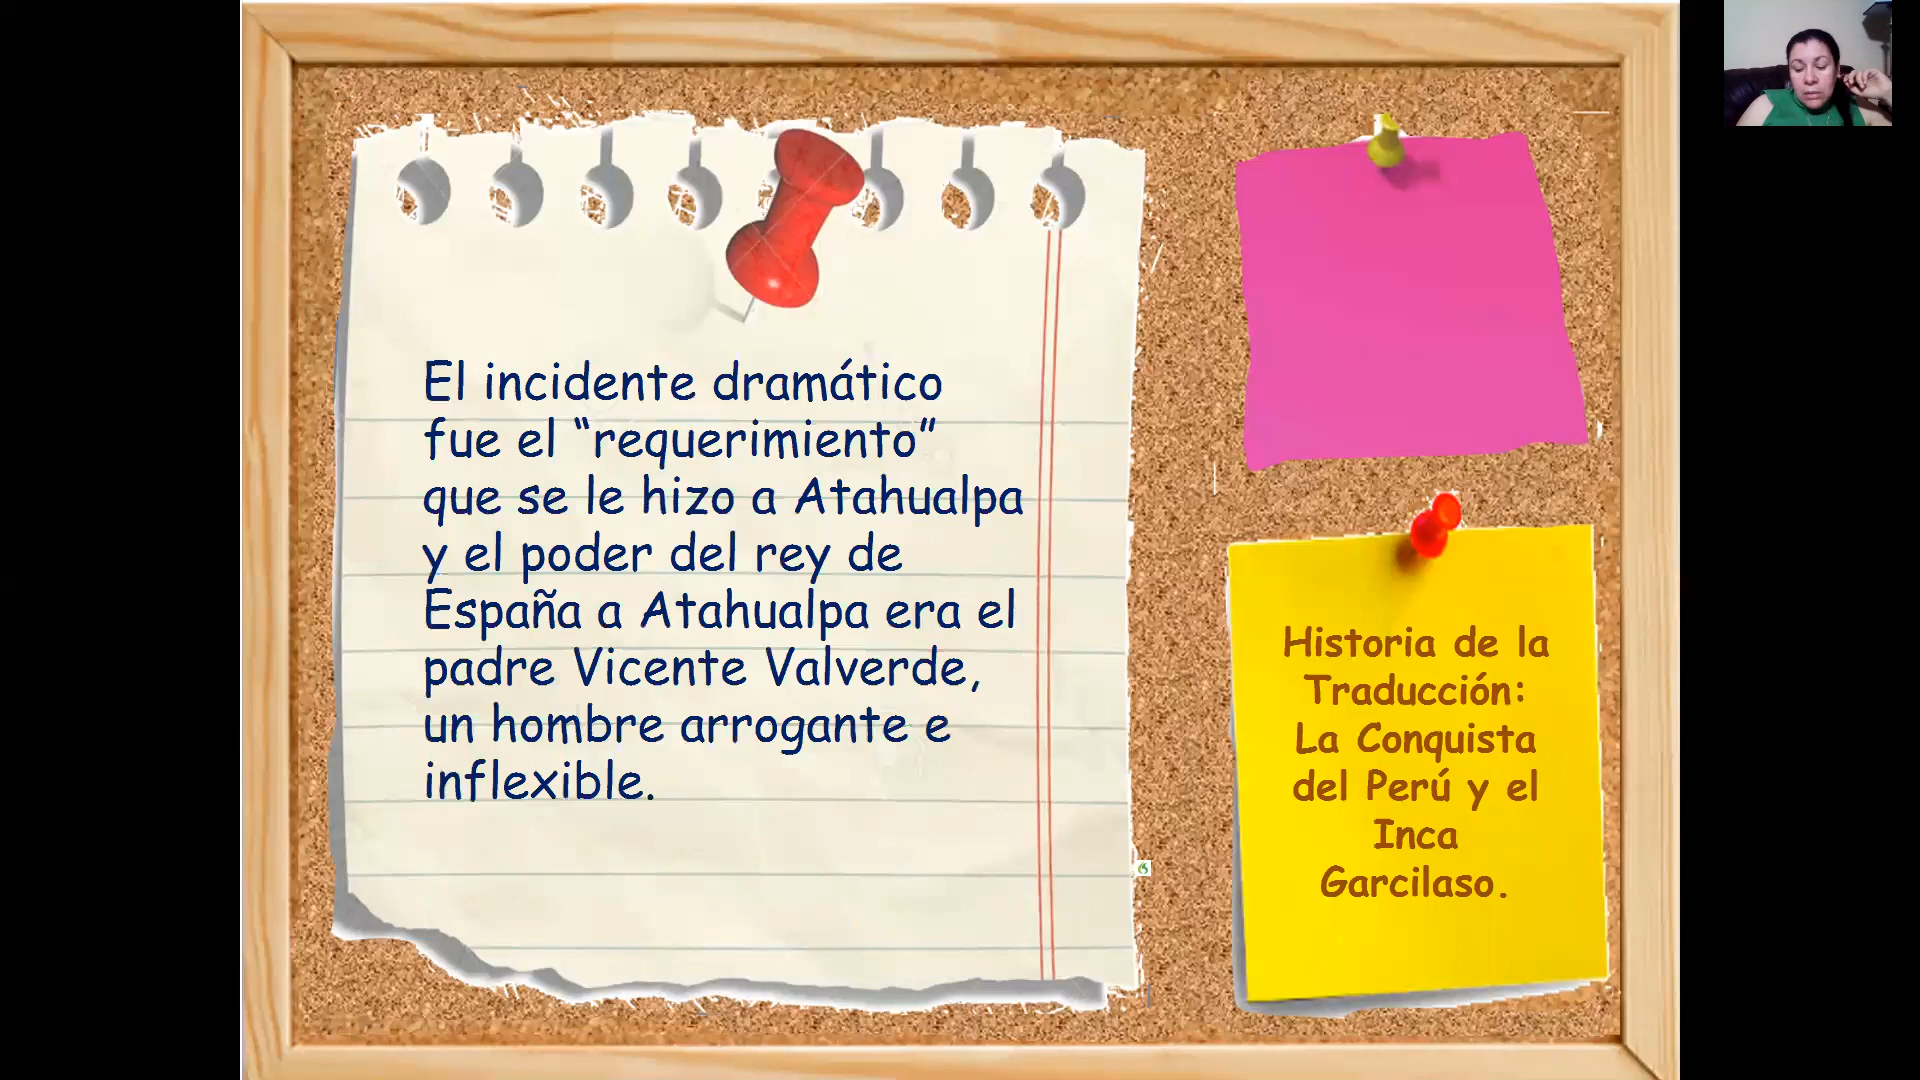 El incidente dramático
fue el “requerimiento”
que se le hizo a Atahualpa
y el poder del rey de
España a Atahualpa era el
padre Vicente Valverde,
un hombre arrogante e
inflexible.
Historia de la
Traducción:
La Conquista
del Perú y el
Inca
Garcilaso.